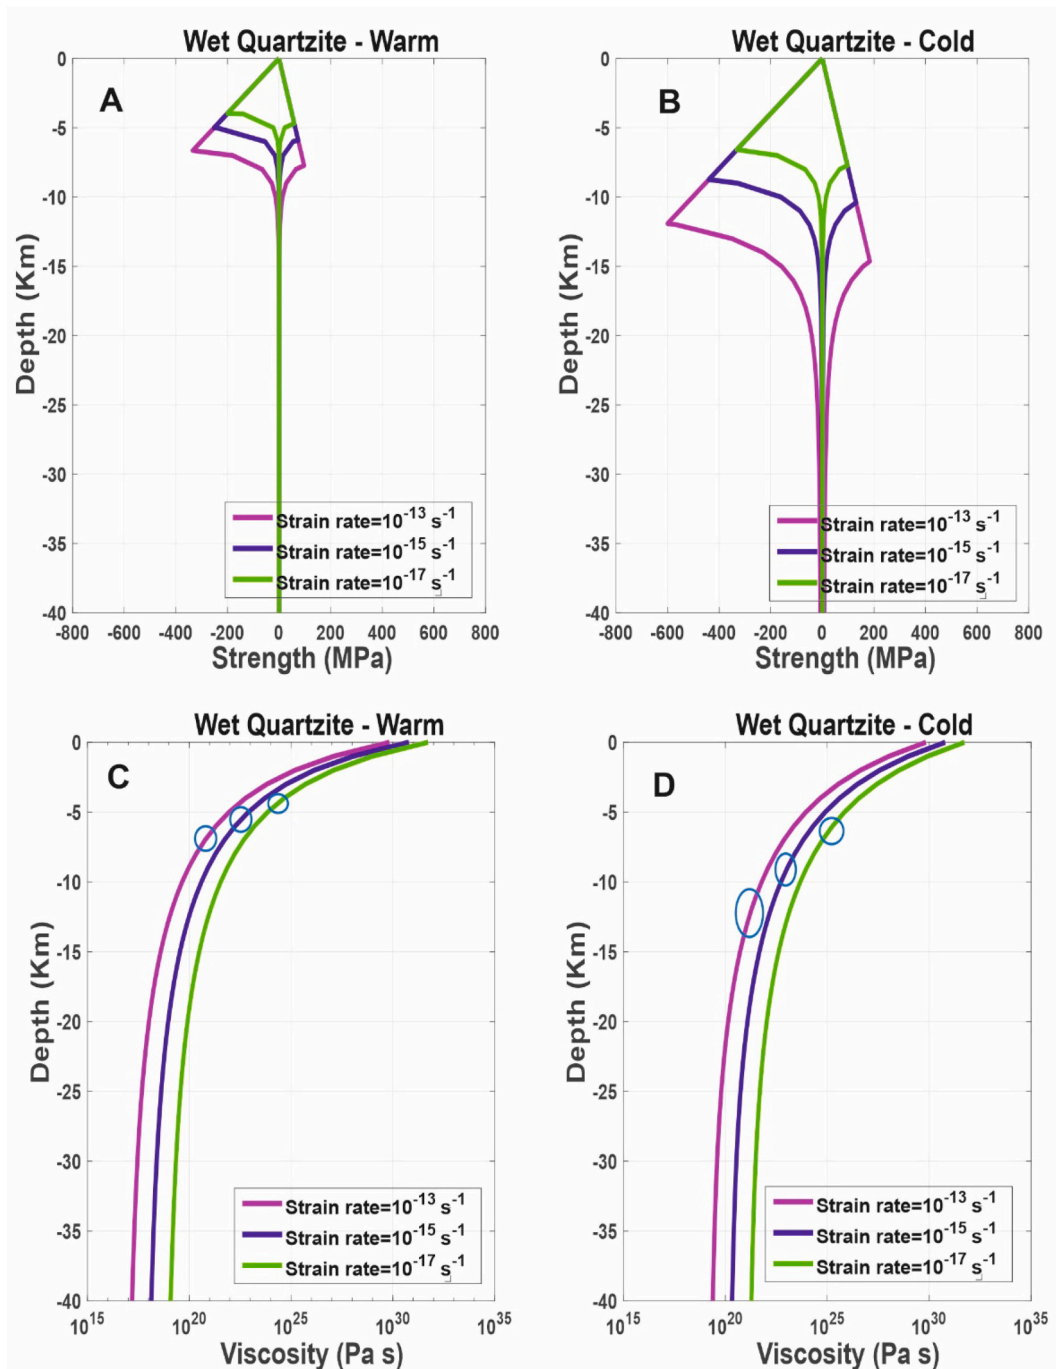 Wet Quartzite - Warm
A
0
-5
-10
-15
-20
-25
-30
-35
-40
Depth (Km)
Strain rate=10⁻¹³ s⁻¹
Strain rate=10⁻¹⁵ s⁻¹
Strain rate=10⁻¹⁷ s⁻¹
-800 -600 -400 -200 0 200 400 600 800
Strength (MPa)
Wet Quartzite - Cold
B
0
-5
-10
-15
-20
-25
-30
-35
-40
Depth (Km)
Strain rate=10⁻¹³ s⁻¹
Strain rate=10⁻¹⁵ s⁻¹
Strain rate=10⁻¹⁷ s⁻¹
-800 -600 -400 -200 0 200 400 600 800
Strength (MPa)
Wet Quartzite - Warm
C
0
-5
-10
-15
-20
-25
-30
-35
-40
Depth (Km)
Strain rate=10⁻¹³ s⁻¹
Strain rate=10⁻¹⁵ s⁻¹
Strain rate=10⁻¹⁷ s⁻¹
10¹⁵ 10²⁰ 10²⁵ 10³⁰ 10³⁵
Viscosity (Pa s)
Wet Quartzite - Cold
D
0
-5
-10
-15
-20
-25
-30
-35
-40
Depth (Km)
Strain rate=10⁻¹³ s⁻¹
Strain rate=10⁻¹⁵ s⁻¹
Strain rate=10⁻¹⁷ s⁻¹
10¹⁵ 10²⁰ 10²⁵ 10³⁰ 10³⁵
Viscosity (Pa s)